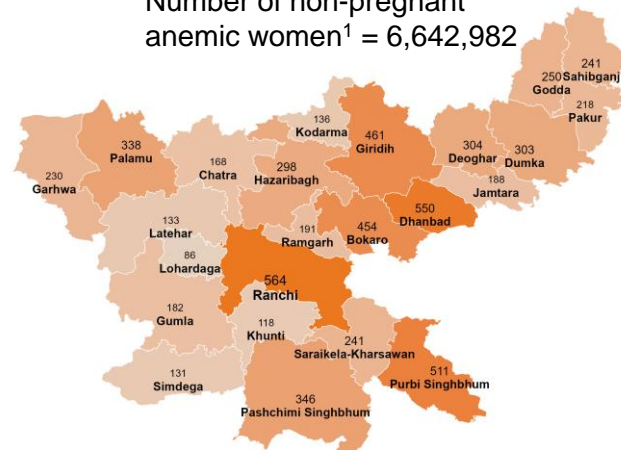 Number of non-pregnant
anemic women¹ = 6,642,982
241
250 Sahibganj
Godda
218
Pakur
136
Kodarma
461
Giridih
304
Deoghar
303
Dumka
338
Palamu
168
Chatra
298
Hazaribagh
188
Jamtara
230
Garhwa
550
Dhanbad
133
Latehar
191
Ramgarh
454
Bokaro
86
Lohardaga
564
Ranchi
182
Gumla
118
Khunti
241
Saraikela-Kharsawan
131
Simdega
511
Purbi Singhbhum
346
Pashchimi Singhbhum